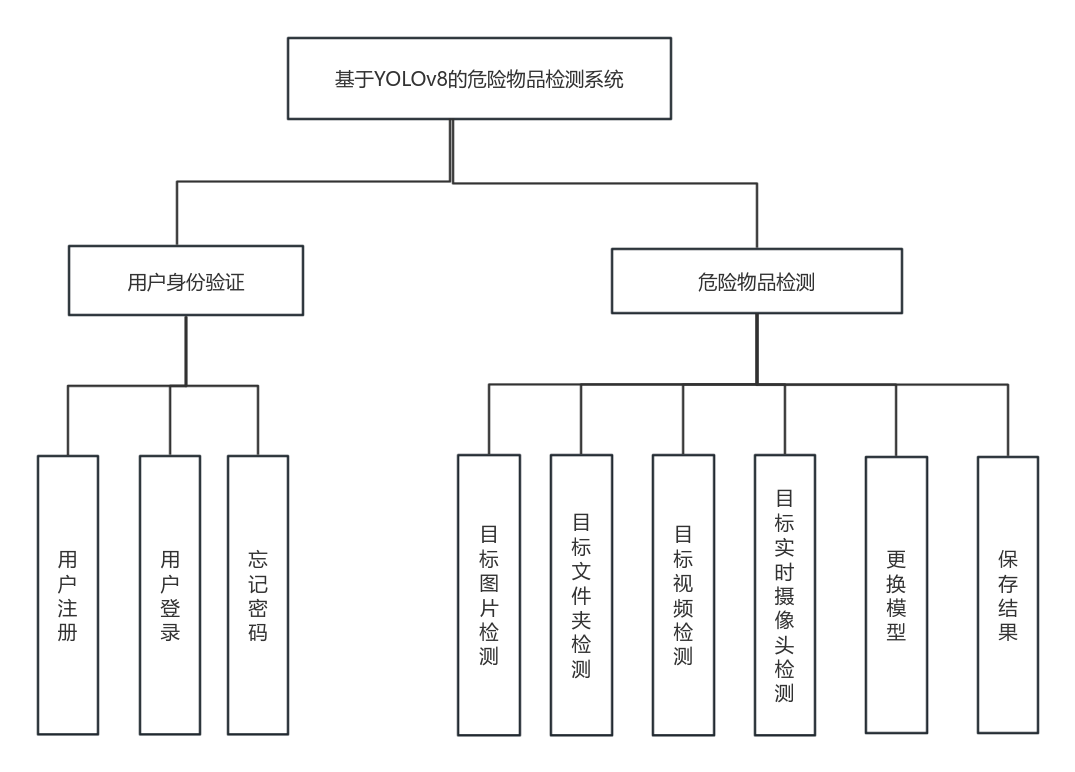 基于YOLOv8的危险物品检测系统
用户身份验证
危险物品检测
用户注册
用户登录
忘记密码
目标图片检测
目标文件夹检测
目标视频检测
目标实时摄像头检测
更换模型
保存结果